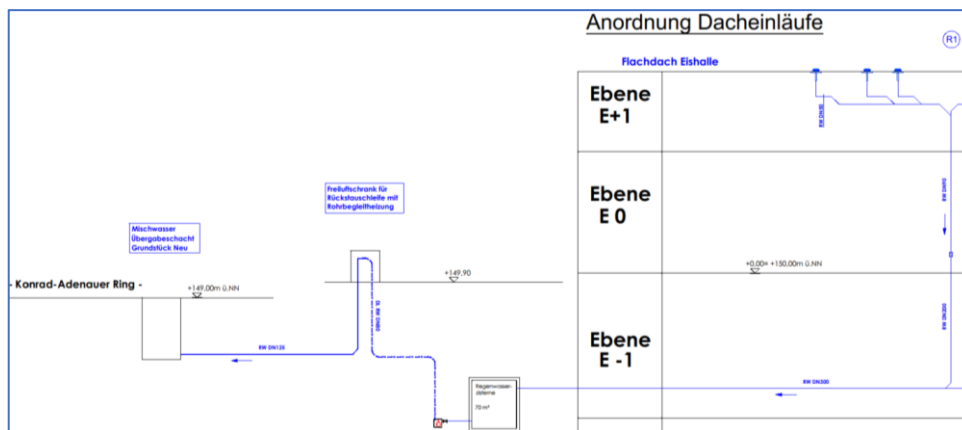 Anordnung Dacheinläufe
R1
Flachdach Eishalle
Ebene
E+1
Freiluftschrank für
Rückstauschleife mit
Rohrbegleitheizung
Ebene
E 0
Mischwasser
Übergabeschacht
Grundstück Neu
+149,90
+0,00= +150,00m ü.NN
- Konrad-Adenauer Ring -
+149,00m ü.NN
Ebene
E -1
RW DN125
Regenwasser-
zisterne
70 m³
RW DN300